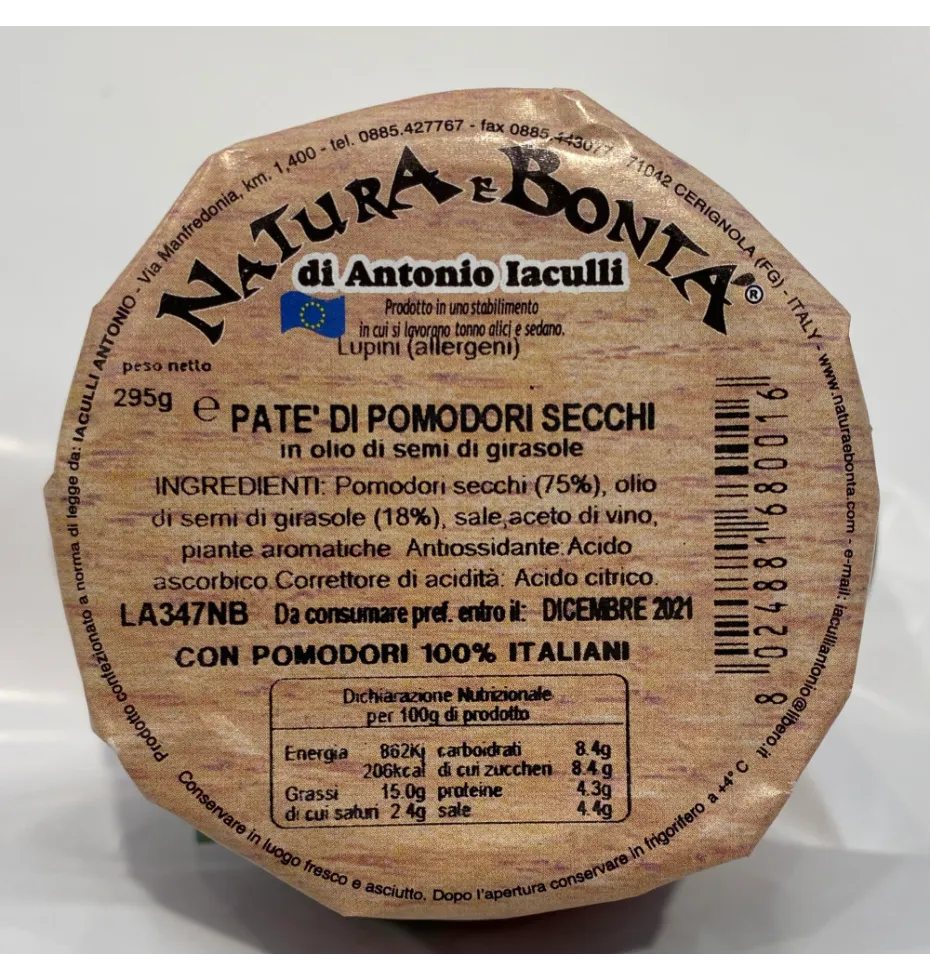 Prodotto confezionato a norma di legge da: IACULLI ANTONIO - Via Manfredonia, km. 1,400 - tel. 0885.427767 - fax 0885.443077 71042 CERIGNOLA (FG) - ITALY - www.naturaebonta.com - e-mail: iaculliantonio@libero.it
NATURA E BONTA'®
di Antonio Iaculli
Prodotto in uno stabilimento
in cui si lavorano tonno alici e sedano.
Lupini (allergeni)
peso netto
295g e
PATE' DI POMODORI SECCHI
in olio di semi di girasole
INGREDIENTI: Pomodori secchi (75%), olio
di semi di girasole (18%), sale,aceto di vino,
piante aromatiche Antiossidante:Acido
ascorbico.Correttore di acidità: Acido citrico.
LA347NB Da consumare pref. entro il: DICEMBRE 2021
CON POMODORI 100% ITALIANI
8 024881 680016
Dichiarazione Nutrizionale
per 100g di prodotto
Energia 862Kj carboidrati 8.4g
206kcal di cui zuccheri 8.4 g
Grassi 15.0g proteine 4.3g
di cui saturi 2.4g sale 4.4g
Conservare in luogo fresco e asciutto. Dopo l'apertura conservare in frigorifero a +4° C